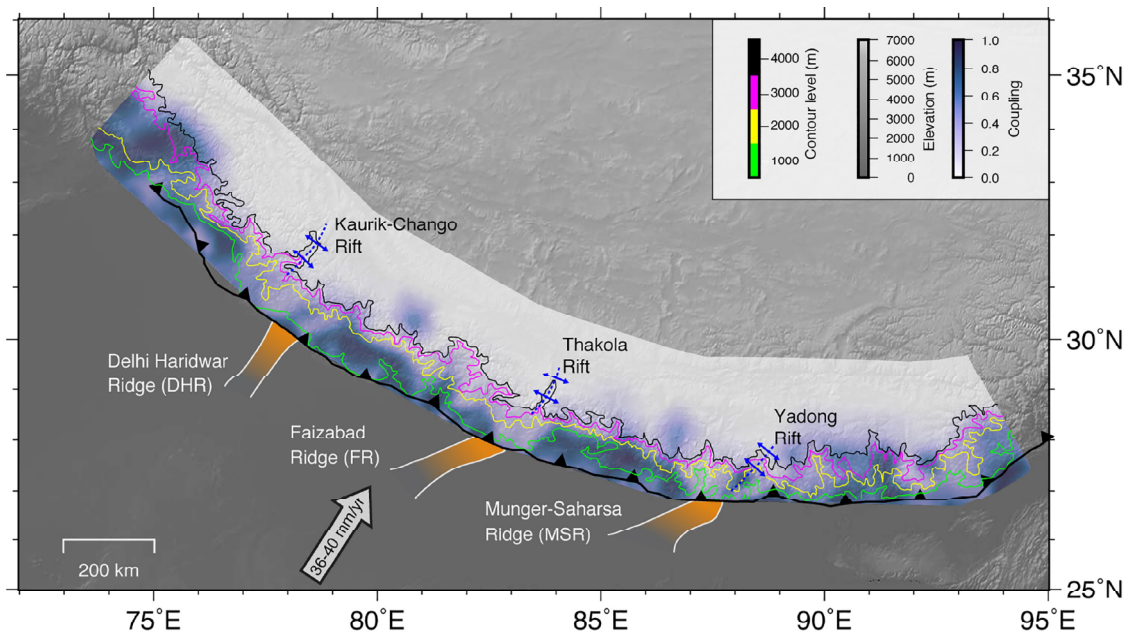 4000
3000
2000
1000
Contour level (m)
7000
6000
5000
4000
3000
2000
1000
0
Elevation (m)
1.0
0.8
0.6
0.4
0.2
0.0
Coupling
35°N
30°N
25°N
Kaurik-Chango
Rift
Thakola
Rift
Yadong
Rift
Delhi Haridwar
Ridge (DHR)
Faizabad
Ridge (FR)
Munger-Saharsa
Ridge (MSR)
36-40 mm/yr
200 km
75°E
80°E
85°E
90°E
95°E